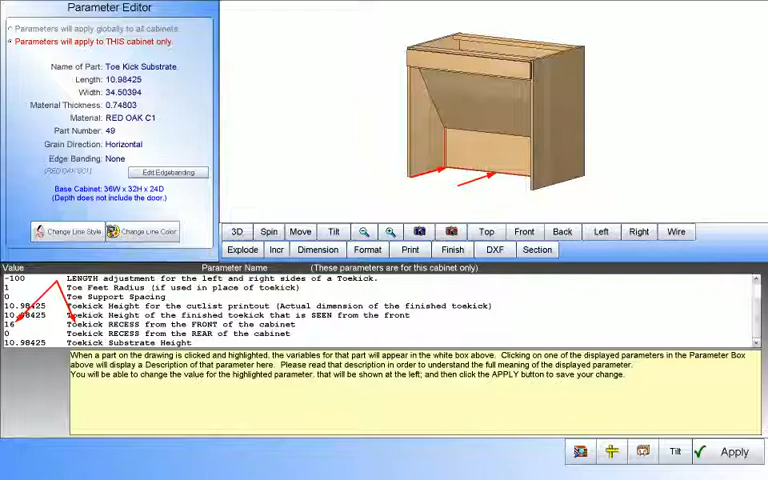 Parameter Editor
Parameters will apply globally to all cabinets.
Parameters will apply to THIS cabinet only.
Name of Part: Toe Kick Substrate.
Length: 10.98425
Width: 34.50394
Material Thickness: 0.74803
Material: RED OAK C1
Part Number: 49
Grain Direction: Horizontal
Edge Banding: None
Edit Edgebanding
Base Cabinet: 36W x 32H x 24D
(Depth does not include the door.)
Change Line Style
Change Line Color
3D Spin Move Tilt Top Front Back Left Right Wire
Explode Incr Dimension Format Print Finish DXF Section
Value Parameter Name (These parameters are for this cabinet only)
-100 LENGTH adjustment for the left and right sides of a Toekick.
1 Toe Feet Radius (if used in place of toekick)
0 Toe Support Spacing
10.98425 Toekick Height for the cutlist printout (Actual dimension of the finished toekick)
10.98425 Toekick Height of the finished toekick that is SEEN from the front
16 Toekick RECESS from the FRONT of the cabinet
0 Toekick RECESS from the REAR of the cabinet
10.98425 Toekick Substrate Height
When a part on the drawing is clicked and highlighted, the variables for that part will appear in the white box above. Clicking on one of the displayed parameters in the Parameter Box
above will display a Description of that parameter here. Please read that description in order to understand the full meaning of the displayed parameter.
You will be able to change the value for the highlighted parameter, that will be shown at the left; and then click the APPLY button to save your change.
Tilt Apply